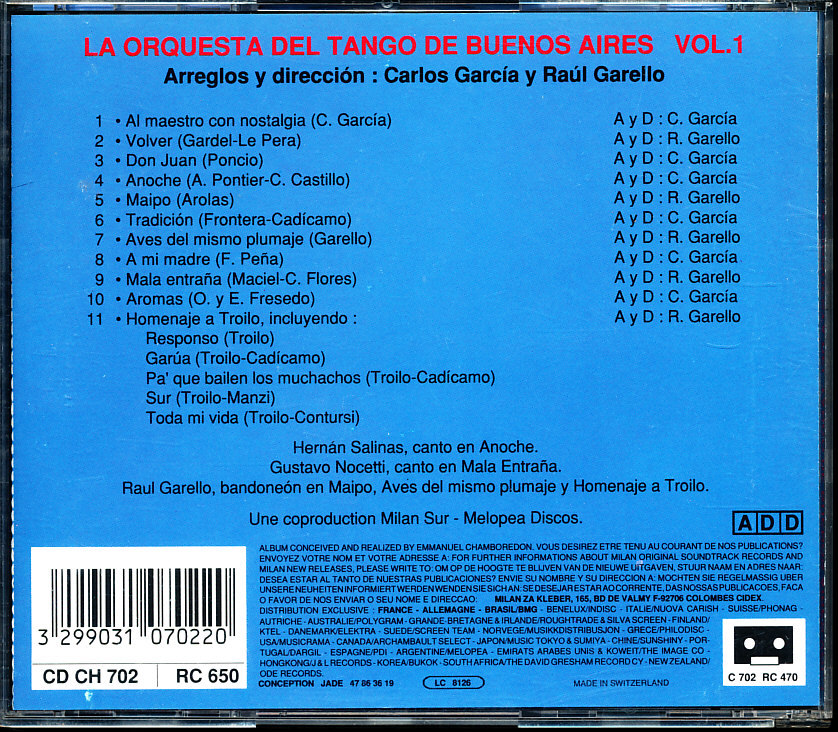 LA ORQUESTA DEL TANGO DE BUENOS AIRES VOL.1
Arreglos y dirección : Carlos García y Raúl Garello
1 • Al maestro con nostalgia (C. García) A y D : C. García
2 • Volver (Gardel-Le Pera) A y D : R. Garello
3 • Don Juan (Poncio) A y D : C. García
4 • Anoche (A. Pontier-C. Castillo) A y D : C. García
5 • Maipo (Arolas) A y D : R. Garello
6 • Tradición (Frontera-Cadícamo) A y D : C. García
7 • Aves del mismo plumaje (Garello) A y D : R. Garello
8 • A mi madre (F. Peña) A y D : C. García
9 • Mala entraña (Maciel-C. Flores) A y D : R. Garello
10 • Aromas (O. y E. Fresedo) A y D : C. García
11 • Homenaje a Troilo, incluyendo : A y D : R. Garello
Responso (Troilo)
Garúa (Troilo-Cadícamo)
Pa' que bailen los muchachos (Troilo-Cadícamo)
Sur (Troilo-Manzi)
Toda mi vida (Troilo-Contursi)
Hernán Salinas, canto en Anoche.
Gustavo Nocetti, canto en Mala Entraña.
Raul Garello, bandoneón en Maipo, Aves del mismo plumaje y Homenaje a Troilo.
Une coproduction Milan Sur - Melopea Discos.
A D D
ALBUM CONCEIVED AND REALIZED BY EMMANUEL CHAMBOREDON. VOUS DESIREZ ETRE TENU AU COURANT DE NOS PUBLICATIONS?
ENVOYEZ VOTRE NOM ET VOTRE ADRESSE A: FOR FURTHER INFORMATIONS ABOUT MILAN ORIGINAL SOUNDTRACK RECORDS AND
MILAN NEW RELEASES, PLEASE WRITE TO: OM OP DE HOOGTE TE BLIJVEN VAN DE NIEUWE UITGAVEN, STUUR NAAM EN ADRES NAAR:
DESEA ESTAR AL TANTO DE NUESTRAS PUBLICACIONES? ENVIE SU NOMBRE Y SU DIRECCION A: MOCHTEN SIE REGELMASSIG UBER
UNSERE NEUHEITEN INFORMIERT WERDEN WENDEN SIE SICH AN: SE DESEJAR ESTAR AO CORRENTE, DAS NOSSAS PUBLICACOES, FACA
O FAVOR DE NOS ENVIAR O SEU NOME E DIRECCAO: MILAN ZA KLEBER, 165, BD DE VALMY F-92706 COLOMBES CIDEX.
DISTRIBUTION EXCLUSIVE : FRANCE - ALLEMAGNE - BRASIL/BMG - BENELUX/INDISC - ITALIE/NUOVA CARISH - SUISSE/PHONAG -
AUTRICHE - AUSTRALIE/POLYGRAM - GRANDE-BRETAGNE & IRLANDE/ROUGHTRADE & SILVA SCREEN - FINLAND/
KTEL - DANEMARK/ELEKTRA - SUEDE/SCREEN TEAM - NORVEGE/MUSIKKDISTRIBUSJON - GRECE/PHILODISC-
USA/MUSICRAMA - CANADA/ARCHAMBAULT SELECT - JAPON/MUSIC TOKYO & SUMIYA - CHINE/SUNSHINY - POR-
TUGAL/DARGIL - ESPAGNE/PDI - ARGENTINE/MELOPEA - EMIRATS ARABES UNIS & KOWEIT/THE IMAGE CO -
HONGKONG/J & L RECORDS - KOREA/BUKOK - SOUTH AFRICA/THE DAVID GRESHAM RECORD CY - NEW ZEALAND/
ODE RECORDS.
CONCEPTION JADE 47 86 36 19
LC 8126
MADE IN SWITZERLAND
3 299031 070220
CD CH 702 RC 650
C 702 RC 470